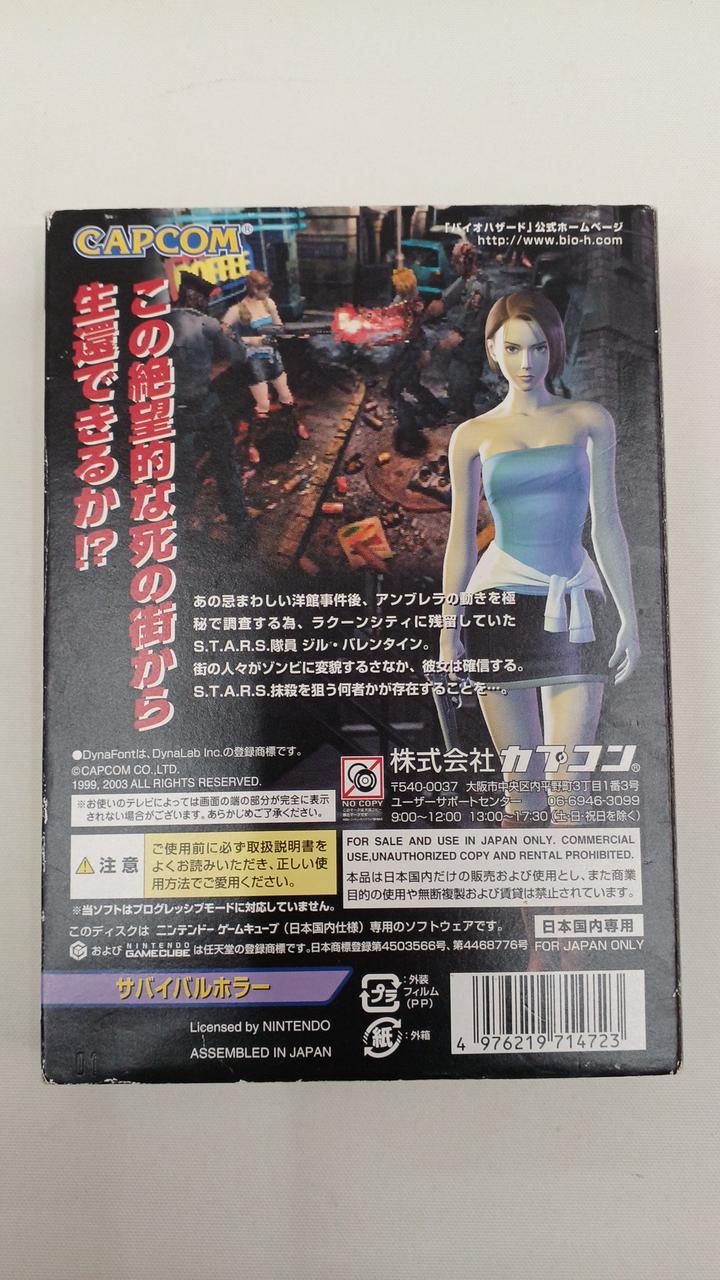 CAPCOM®
「バイオハザード」公式ホームページ
http://www.bio-h.com
COFFEE
この絶望的な死の街から
生還できるか!?
あの忌まわしい洋館事件後、アンブレラの動きを極
秘で調査する為、ラクーンシティに残留していた
S.T.A.R.S.隊員 ジル・バレンタイン。
街の人々がゾンビに変貌するさなか、彼女は確信する。
S.T.A.R.S.抹殺を狙う何者かが存在することを…。
●DynaFontは、DynaLab Inc.の登録商標です。
©CAPCOM CO.,LTD.
1999, 2003 ALL RIGHTS RESERVED.
※お使いのテレビによっては画面の端の部分が完全に表示
されない場合がございます。あらかじめご了承ください。
NO COPY
株式会社カプコン®
〒540-0037 大阪市中央区内平野町3丁目1番3号
ユーザーサポートセンター 06-6946-3099
9:00~12:00 13:00~17:30 (土・日・祝日を除く)
注意
ご使用前に必ず取扱説明書を
よくお読みいただき、正しい使
用方法でご愛用ください。
FOR SALE AND USE IN JAPAN ONLY. COMMERCIAL
USE,UNAUTHORIZED COPY AND RENTAL PROHIBITED.
本品は日本国内だけの販売および使用とし、また商業
目的の使用や無断複製および賃貸は禁止されています。
※当ソフトはプログレッシブモードに対応していません。
このディスクは ニンテンドー ゲームキューブ（日本国内仕様）専用のソフトウェアです。
および NINTENDO GAMECUBE は任天堂の登録商標です。日本商標登録第4503566号、第4468776号
日本国内専用
FOR JAPAN ONLY
サバイバルホラー
Licensed by NINTENDO
ASSEMBLED IN JAPAN
プラ
:外装
フィルム
(PP)
紙
:外箱
4 976219 714723
01